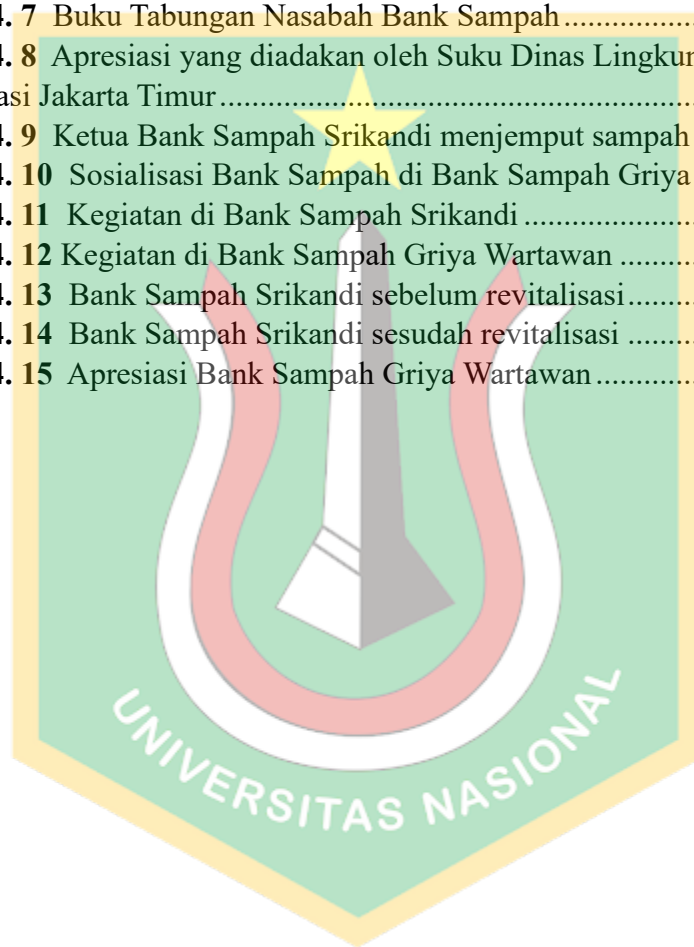 4. 7 Buku Tabungan Nasabah Bank Sampah.................
4. 8 Apresiasi yang diadakan oleh Suku Dinas
asi Jakarta Timur............................................................
4. 9 Ketua Bank Sampah Srikandi menjemput sampah
4. 10 Sosialisasi Bank Sampah di Bank Sampah Griya
4. 11 Kegiatan di Bank Sampah Srikandi......................
4. 12 Kegiatan di Bank Sampah Griya Wartawan ..........
4. 13 Bank Sampah Srikandi sebelum revitalisasi.........
4. 14 Bank Sampah Srikandi sesudah revitalisasi .........
4. 15 Apresiasi Bank Sampah Griya Wartawan.............
UNIVERSITAS NASIONAL